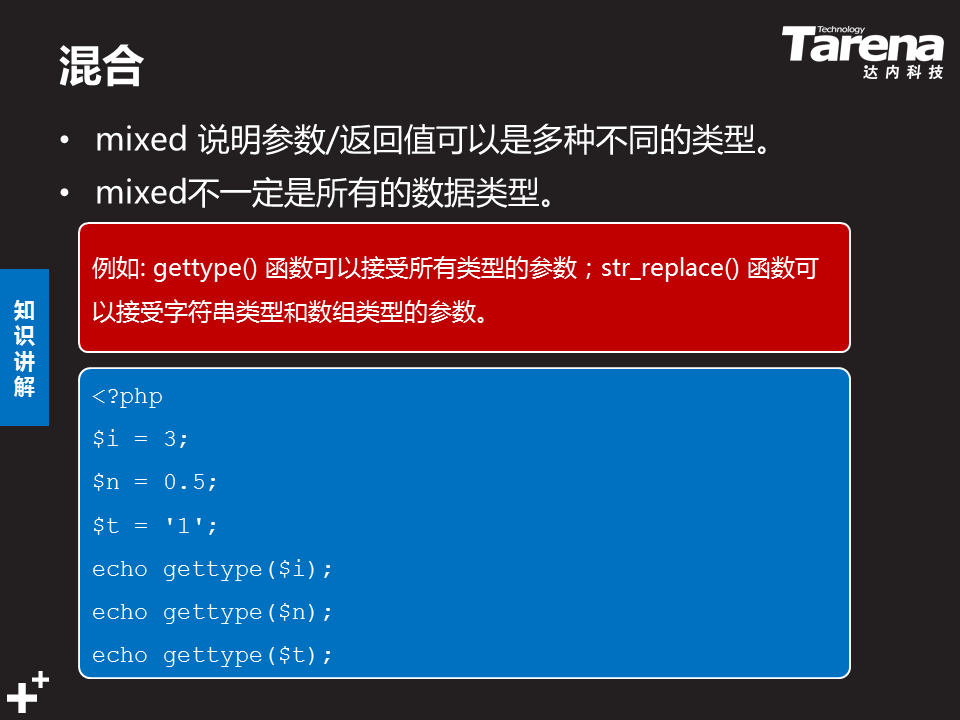 混合
Technology
Tarena
达内科技
• mixed 说明参数/返回值可以是多种不同的类型。
• mixed不一定是所有的数据类型。
例如: gettype() 函数可以接受所有类型的参数；str_replace() 函数可
以接受字符串类型和数组类型的参数。
知
识
讲
解
<?php
$i = 3;
$n = 0.5;
$t = '1';
echo gettype($i);
echo gettype($n);
echo gettype($t);